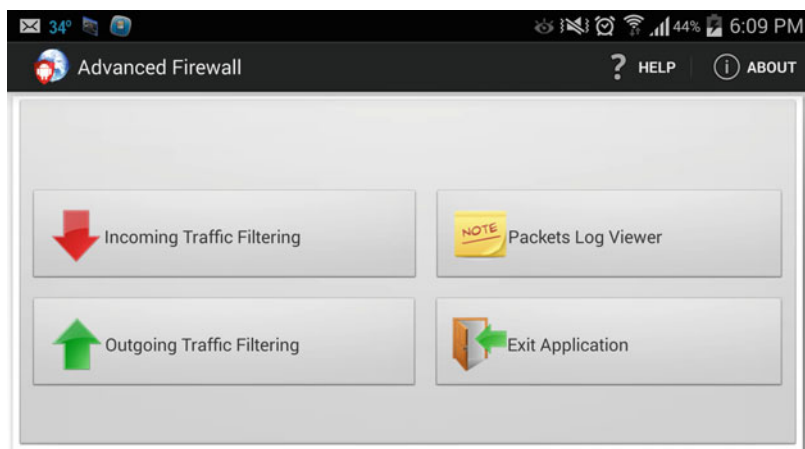 34° 44% 6:09 PM
Advanced Firewall ? HELP i ABOUT
Incoming Traffic Filtering
NOTE Packets Log Viewer
Outgoing Traffic Filtering
Exit Application